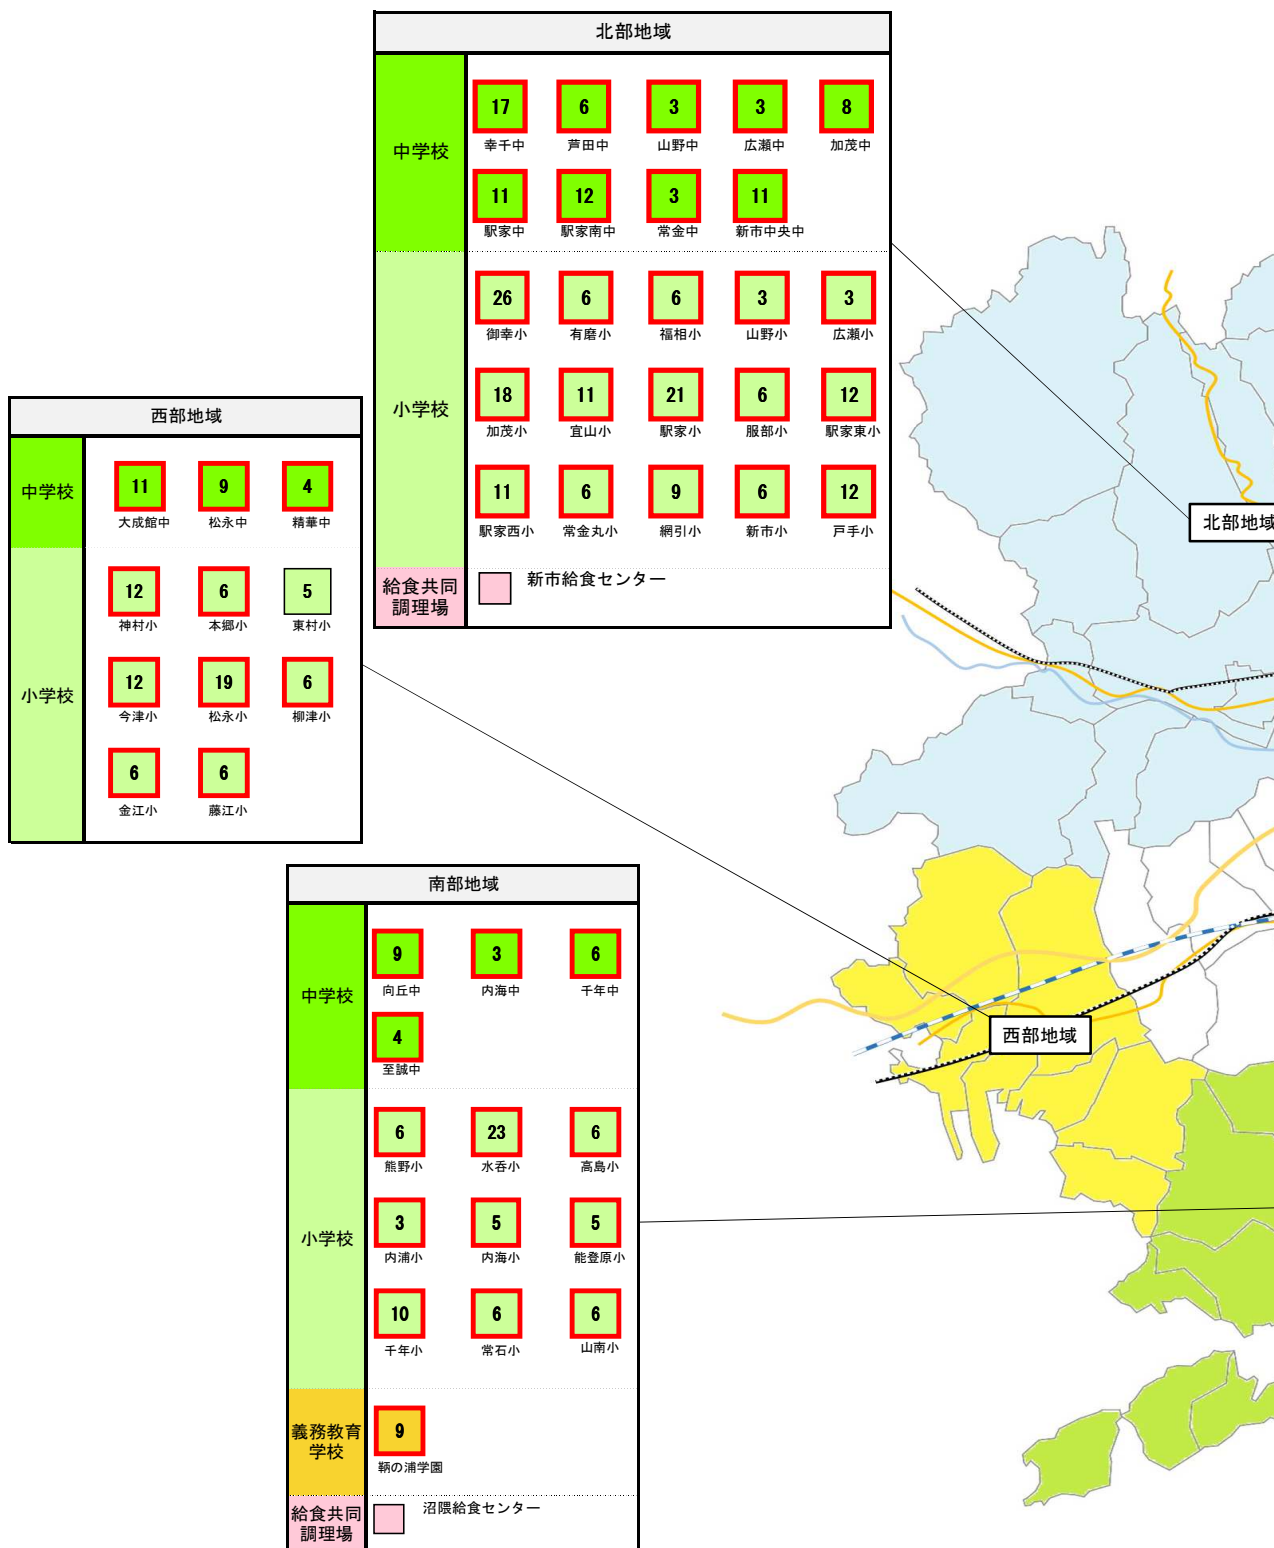 北部地域
中学校
17 6 3 3 8
幸千中 芦田中 山野中 広瀬中 加茂中
11 12 3 11
駅家中 駅家南中 常金中 新市中央中
小学校
26 6 6 3 3
御幸小 有磨小 福相小 山野小 広瀬小
18 11 21 6 12
加茂小 宜山小 駅家小 服部小 駅家東小
11 6 9 6 12
駅家西小 常金丸小 網引小 新市小 戸手小
給食共同
調理場
新市給食センター
西部地域
中学校
11 9 4
大成館中 松永中 精華中
小学校
12 6 5
神村小 本郷小 東村小
12 19 6
今津小 松永小 柳津小
6 6
金江小 藤江小
南部地域
中学校
9 3 6
向丘中 内海中 千年中
4
至誠中
小学校
6 23 6
熊野小 水呑小 高島小
3 5 5
内浦小 内海小 能登原小
10 6 6
千年小 常石小 山南小
義務教育
学校
9
鞆の浦学園
給食共同
調理場
沼隈給食センター
北部地域
西部地域